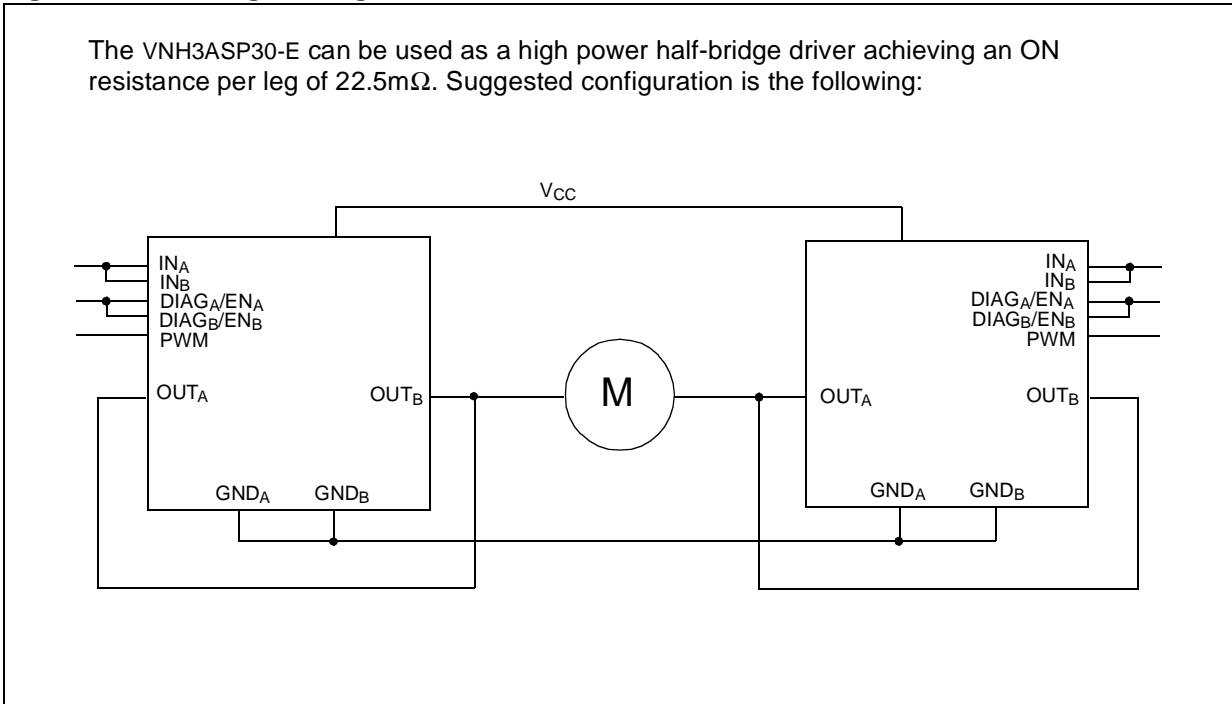 The VNH3ASP30-E can be used as a high power half-bridge driver achieving an ON
resistance per leg of 22.5mΩ. Suggested configuration is the following:
VCC
INA
INB
DIAGA/ENA
DIAGB/ENB
PWM
OUTA
OUTB
GNDA GNDB
M
INA
INB
DIAGA/ENA
DIAGB/ENB
PWM
OUTA
OUTB
GNDA GNDB